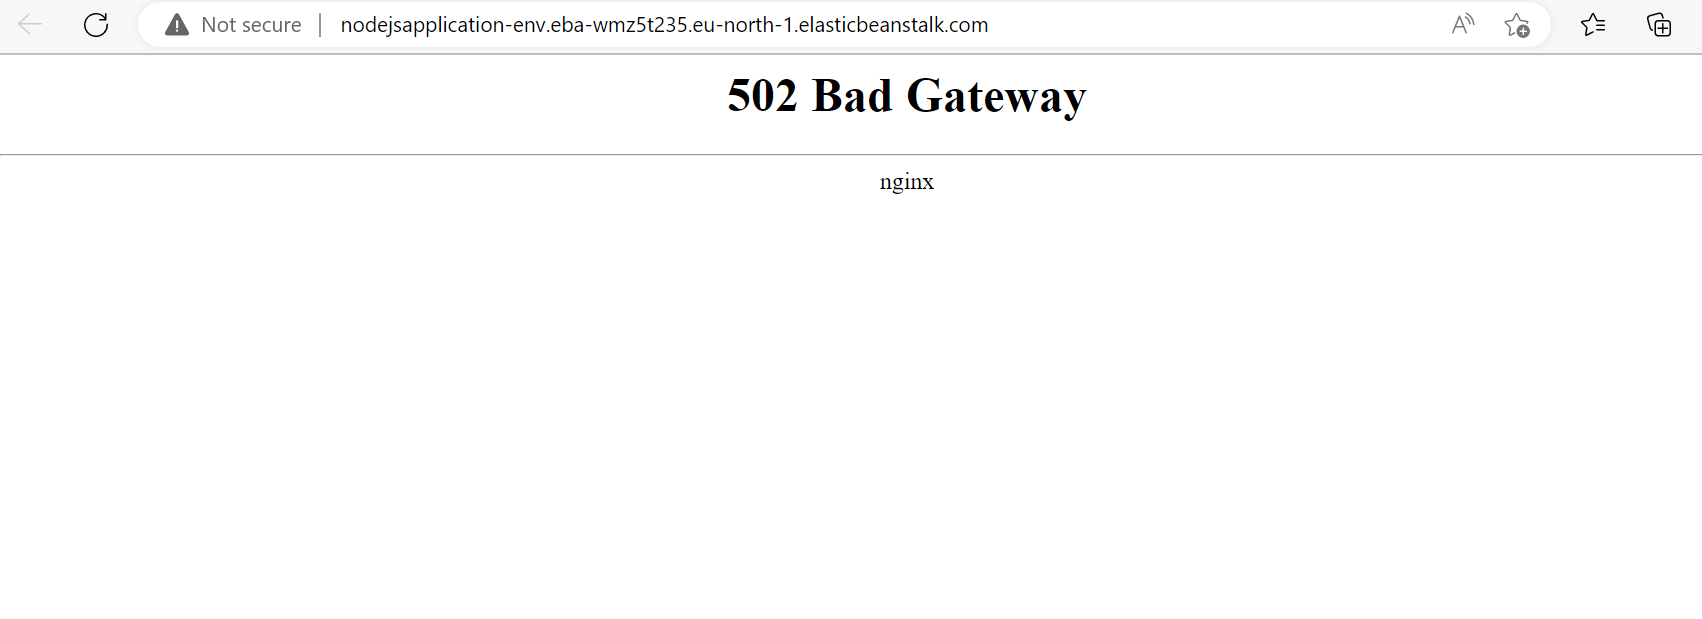 Not secure | nodejsapplication-env.eba-wmz5t235.eu-north-1.elasticbeanstalk.com
502 Bad Gateway
nginx